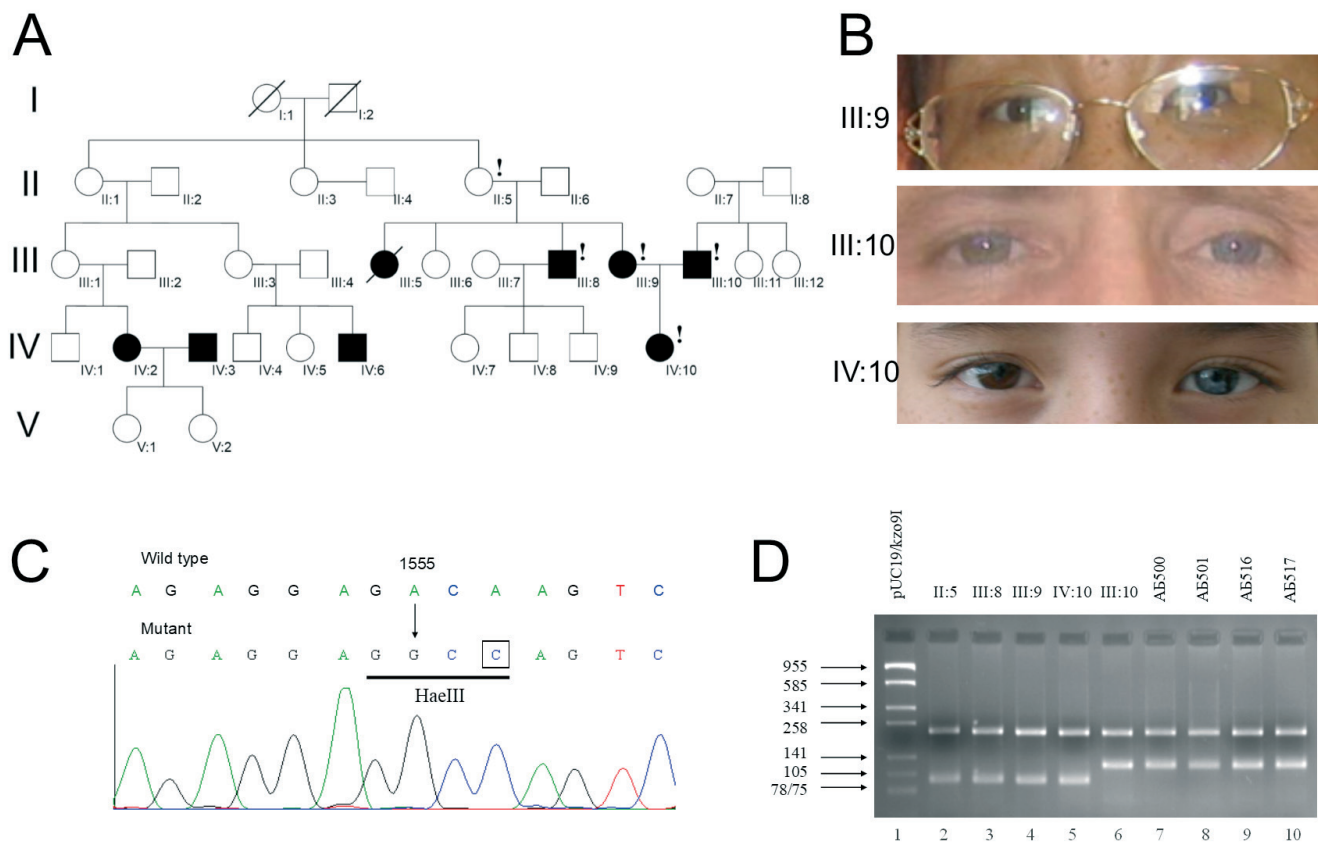 A
I
I:1
I:2
II
II:1
II:2
II:3
II:4
!
II:5
II:6
II:7
II:8
III
III:1
III:2
III:3
III:4
III:5
III:6
III:7
!
III:8
!
III:9
!
III:10
III:11
III:12
IV
IV:1
IV:2
IV:3
IV:4
IV:5
IV:6
IV:7
IV:8
IV:9
!
IV:10
V
V:1
V:2
B
III:9
III:10
IV:10
C
Wild type
1555
A G A G G A G A C A A G T C
Mutant
A G A G G A G G C C A G T C
HaeIII
D
pUC19/kzo9I
II:5
III:8
III:9
IV:10
III:10
АБ500
АБ501
АБ516
АБ517
955
585
341
258
141
105
78/75
1 2 3 4 5 6 7 8 9 10